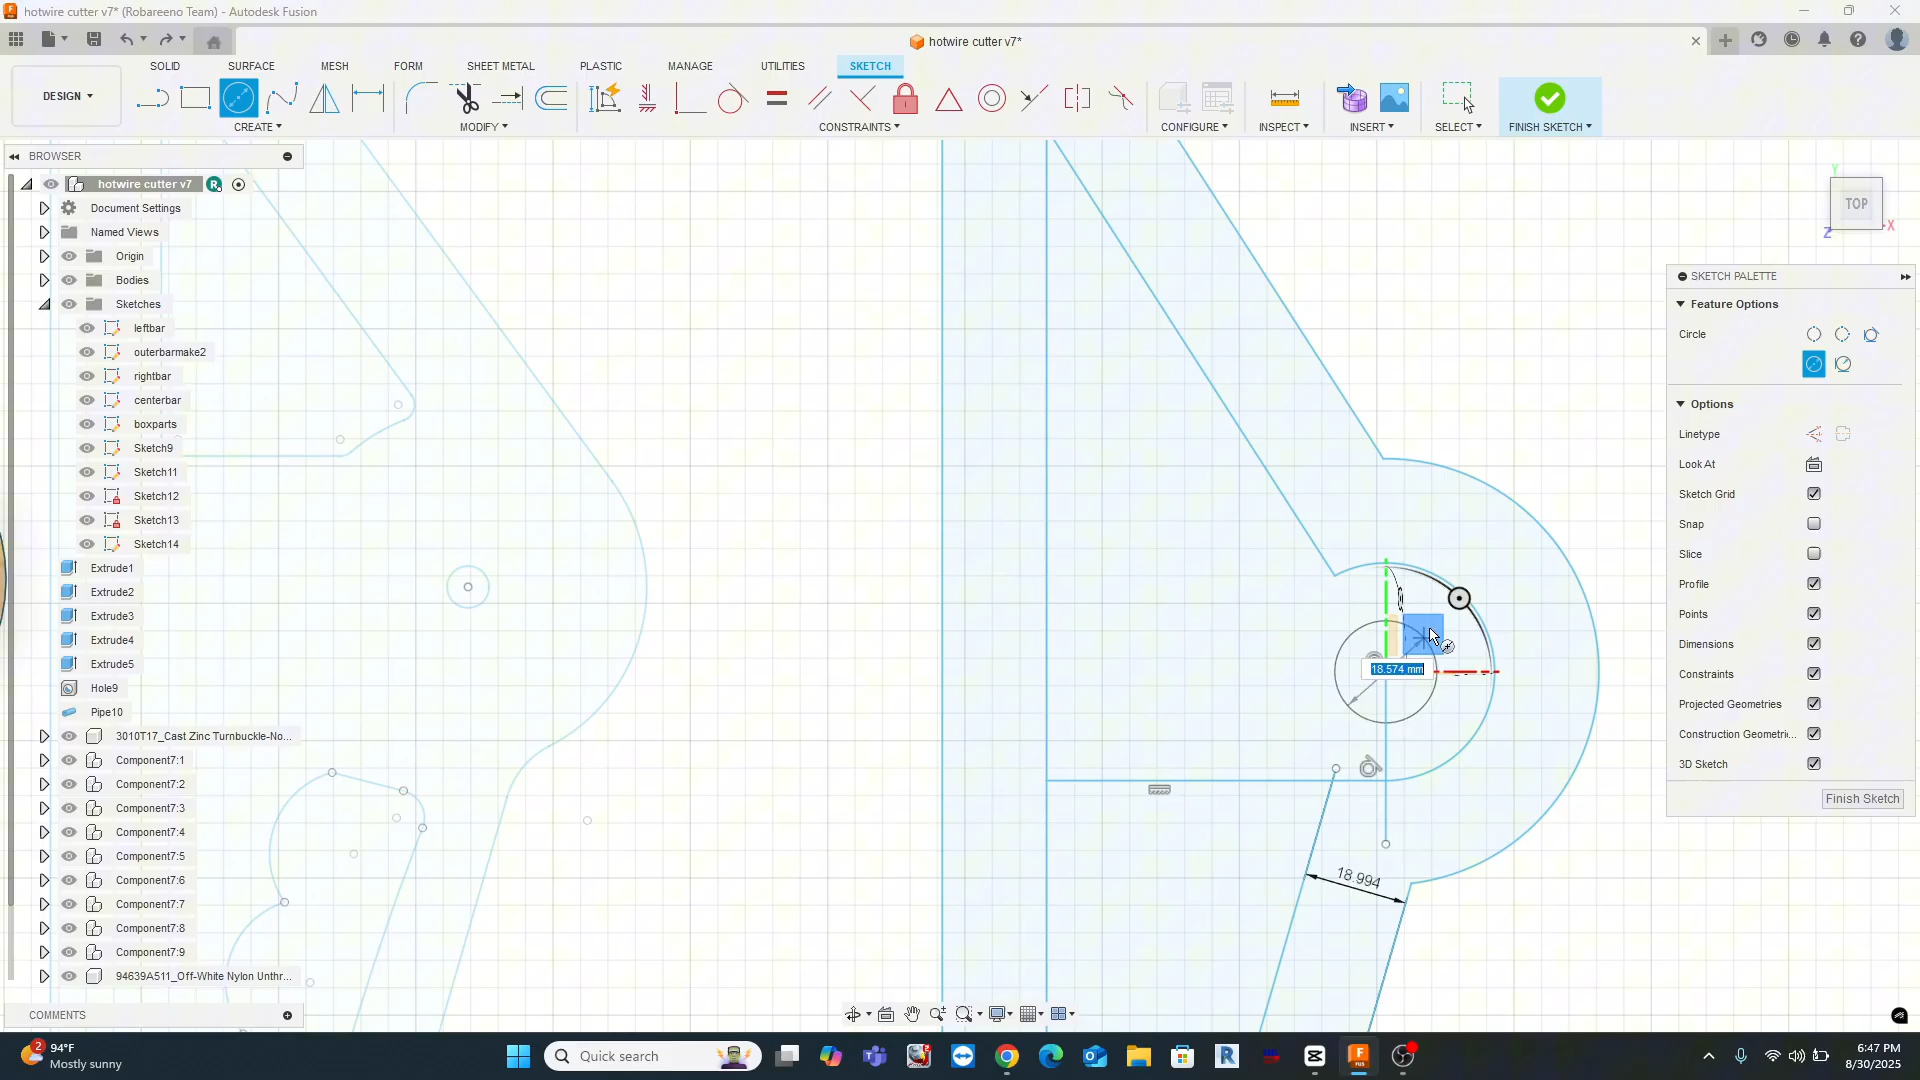 hotwire cutter v7* (Robareeno Team) - Autodesk Fusion
hotwire cutter v7*
SOLID
SURFACE
MESH
FORM
SHEET METAL
PLASTIC
MANAGE
UTILITIES
SKETCH
DESIGN
CREATE
MODIFY
CONSTRAINTS
CONFIGURE
INSPECT
INSERT
SELECT
FINISH SKETCH
BROWSER
hotwire cutter v7
R
Document Settings
Named Views
Origin
Bodies
Sketches
leftbar
outerbarmake2
rightbar
centerbar
boxparts
Sketch9
Sketch11
Sketch12
Sketch13
Sketch14
Extrude1
Extrude2
Extrude3
Extrude4
Extrude5
Hole9
Pipe10
3010T17_Cast Zinc Turnbuckle-No...
Component7:1
Component7:2
Component7:3
Component7:4
Component7:5
Component7:6
Component7:7
Component7:8
Component7:9
94639A511_Off-White Nylon Unthr...
COMMENTS
18.574 mm
18.994
Y
TOP
X
Z
SKETCH PALETTE
Feature Options
Circle
Options
Linetype
Look At
Sketch Grid
Snap
Slice
Profile
Points
Dimensions
Constraints
Projected Geometries
Construction Geometri...
3D Sketch
Finish Sketch
2
94°F
Mostly sunny
Quick search
6:47 PM
8/30/2025